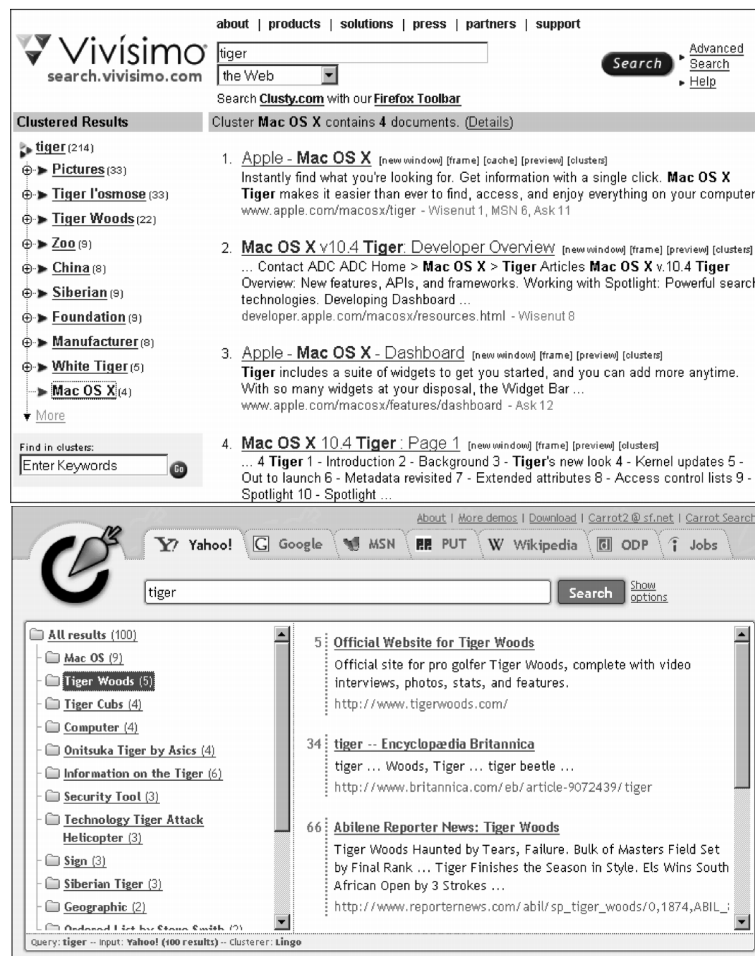 about | products | solutions | press | partners | support
Vivísimo
search.vivisimo.com
tiger
the Web
Search
Advanced Search
Help
Search Clusty.com with our Firefox Toolbar
Clustered Results
tiger (214)
Pictures (33)
Tiger l'osmose (33)
Tiger Woods (22)
Zoo (9)
China (8)
Siberian (9)
Foundation (9)
Manufacturer (8)
White Tiger (5)
Mac OS X (4)
More
Find in clusters:
Enter Keywords
Go
Cluster Mac OS X contains 4 documents. (Details)
1. Apple - Mac OS X [new window] [frame] [cache] [preview] [clusters]
Instantly find what you're looking for. Get information with a single click. Mac OS X
Tiger makes it easier than ever to find, access, and enjoy everything on your computer
www.apple.com/macosx/tiger - Wisenut 1, MSN 6, Ask 11
2. Mac OS X v10.4 Tiger: Developer Overview [new window] [frame] [preview] [clusters]
... Contact ADC ADC Home > Mac OS X > Tiger Articles Mac OS X v.10.4 Tiger
Overview: New features, APIs, and frameworks. Working with Spotlight: Powerful search
technologies. Developing Dashboard ...
developer.apple.com/macosx/resources.html - Wisenut 8
3. Apple - Mac OS X - Dashboard [new window] [frame] [preview] [clusters]
Tiger includes a suite of widgets to get you started, and you can add more anytime.
With so many widgets at your disposal, the Widget Bar ...
www.apple.com/macosx/features/dashboard - Ask 12
4. Mac OS X 10.4 Tiger : Page 1 [new window] [frame] [preview] [clusters]
... 4 Tiger 1 - Introduction 2 - Background 3 - Tiger's new look 4 - Kernel updates 5 -
Out to launch 6 - Metadata revisited 7 - Extended attributes 8 - Access control lists 9 -
Spotlight 10 - Spotlight ...
About | More demos | Download | Carrot2 @ sf.net | Carrot Search
Y! Yahoo!
G Google
MSN
PUT
W Wikipedia
ODP
Jobs
tiger
Search
Show options
All results (100)
Mac OS (9)
Tiger Woods (5)
Tiger Cubs (4)
Computer (4)
Onitsuka Tiger by Asics (4)
Information on the Tiger (6)
Security Tool (3)
Technology Tiger Attack
Helicopter (3)
Sign (3)
Siberian Tiger (3)
Geographic (2)
Ordered List by Steve Smith (2)
5 Official Website for Tiger Woods
Official site for pro golfer Tiger Woods, complete with video
interviews, photos, stats, and features.
http://www.tigerwoods.com/
34 tiger -- Encyclopædia Britannica
tiger ... Woods, Tiger ... tiger beetle ...
http://www.britannica.com/eb/article-9072439/tiger
66 Abilene Reporter News: Tiger Woods
Tiger Woods Haunted by Tears, Failure. Bulk of Masters Field Set
by Final Rank ... Tiger Finishes the Season in Style. Els Wins South
African Open by 3 Strokes ...
http://www.reporternews.com/abil/sp_tiger_woods/0,1874,ABIL_
Query: tiger -- Input: Yahoo! (100 results) -- Clusterer: Lingo